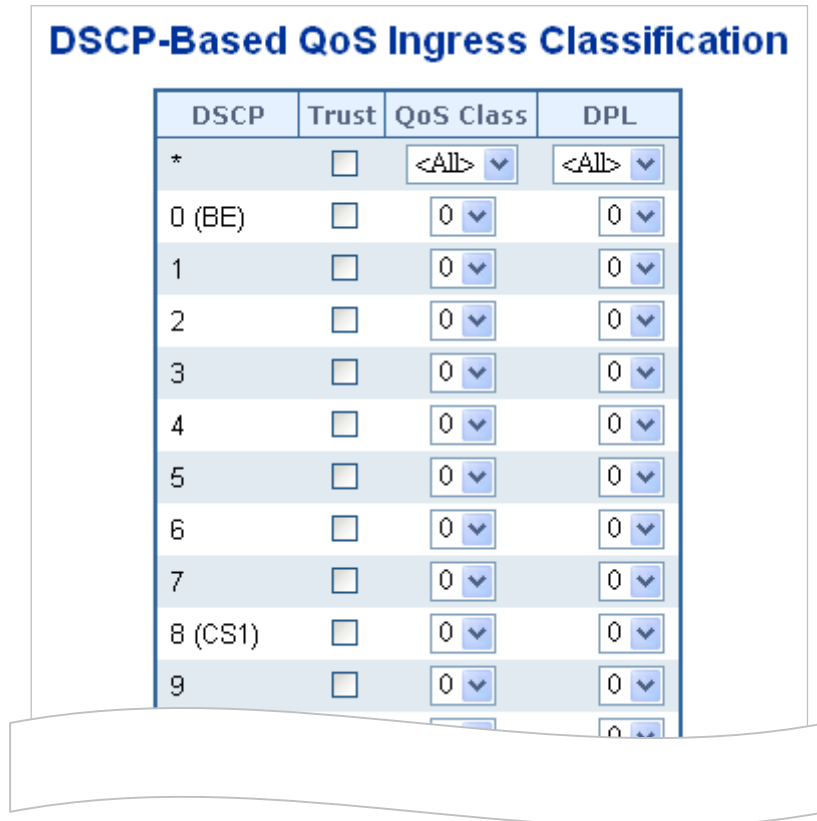 DSCP-Based QoS Ingress Classification
DSCP Trust QoS Class DPL
* <All> <All>
0 (BE) 0 0
1 0 0
2 0 0
3 0 0
4 0 0
5 0 0
6 0 0
7 0 0
8 (CS1) 0 0
9 0 0